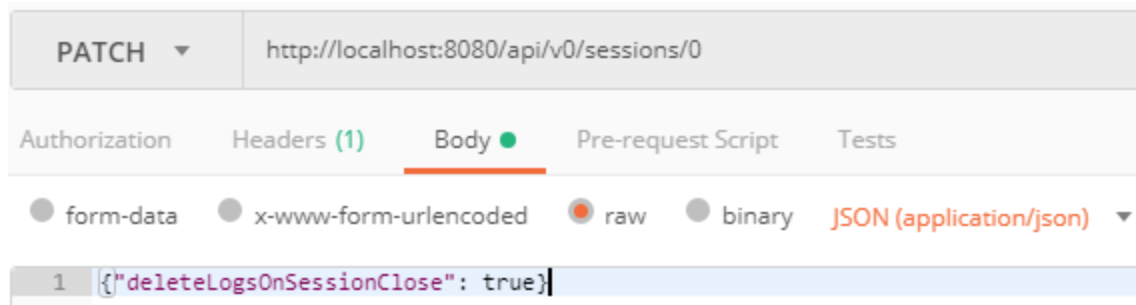 PATCH http://localhost:8080/api/v0/sessions/0
Authorization Headers (1) Body Pre-request Script Tests
form-data x-www-form-urlencoded raw binary JSON (application/json)
1 {"deleteLogsOnSessionClose": true}